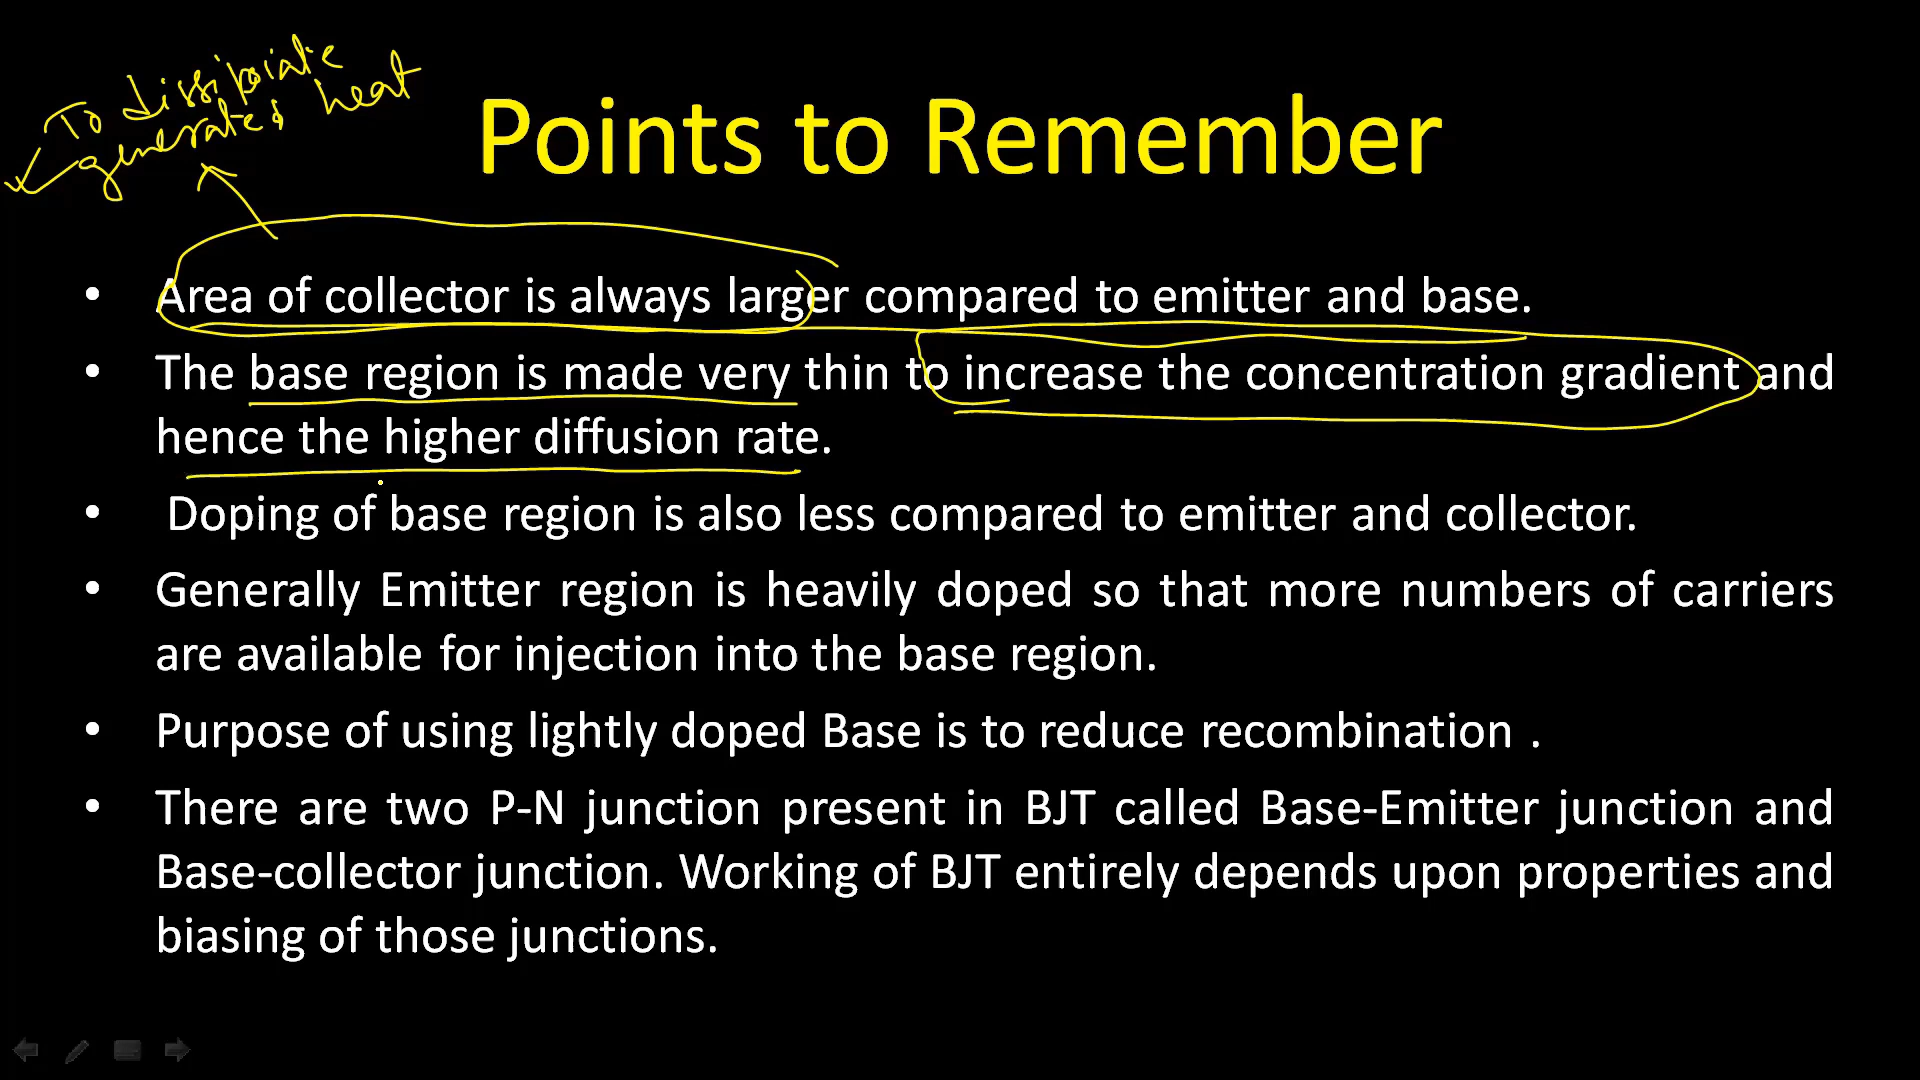 To dissipiate
generated heat
Points to Remember
• Area of collector is always larger compared to emitter and base.
• The base region is made very thin to increase the concentration gradient and
hence the higher diffusion rate.
• Doping of base region is also less compared to emitter and collector.
• Generally Emitter region is heavily doped so that more numbers of carriers
are available for injection into the base region.
• Purpose of using lightly doped Base is to reduce recombination .
• There are two P-N junction present in BJT called Base-Emitter junction and
Base-collector junction. Working of BJT entirely depends upon properties and
biasing of those junctions.